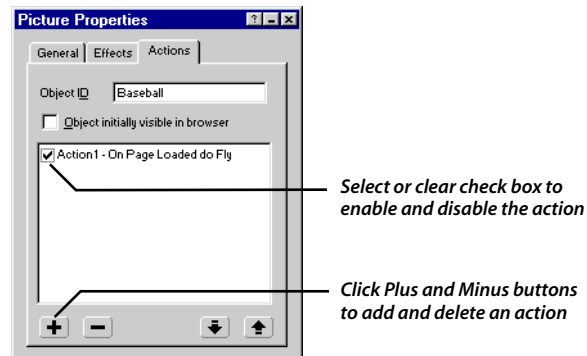 Picture Properties
General Effects Actions
Object ID Baseball
Object initially visible in browser
Action1 - On Page Loaded do Fly
Select or clear check box to
enable and disable the action
Click Plus and Minus buttons
to add and delete an action